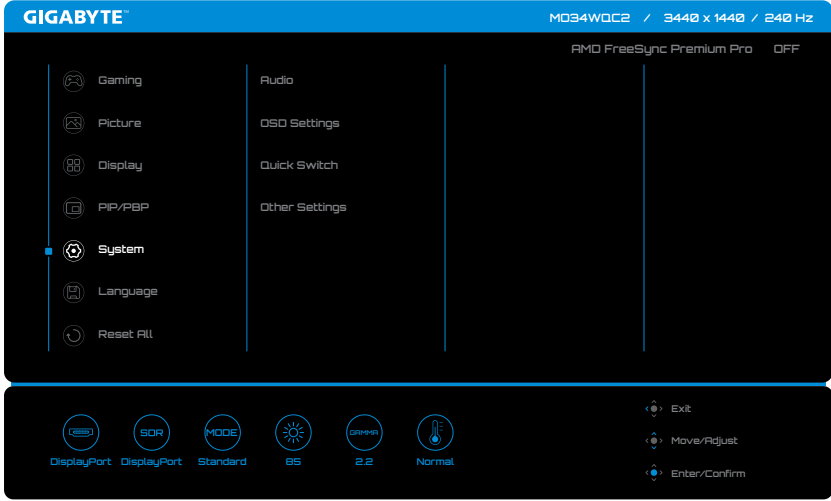 GIGABYTE™
MO34WQC2 / 3440 x 1440 / 240 Hz
AMD FreeSync Premium Pro OFF
Gaming
Picture
Display
PIP/PBP
System
Language
Reset All
Audio
OSD Settings
Quick Switch
Other Settings
SDR
MODE
GAMMA
DisplayPort
DisplayPort
Standard
85
2.2
Normal
Exit
Move/Adjust
Enter/Confirm